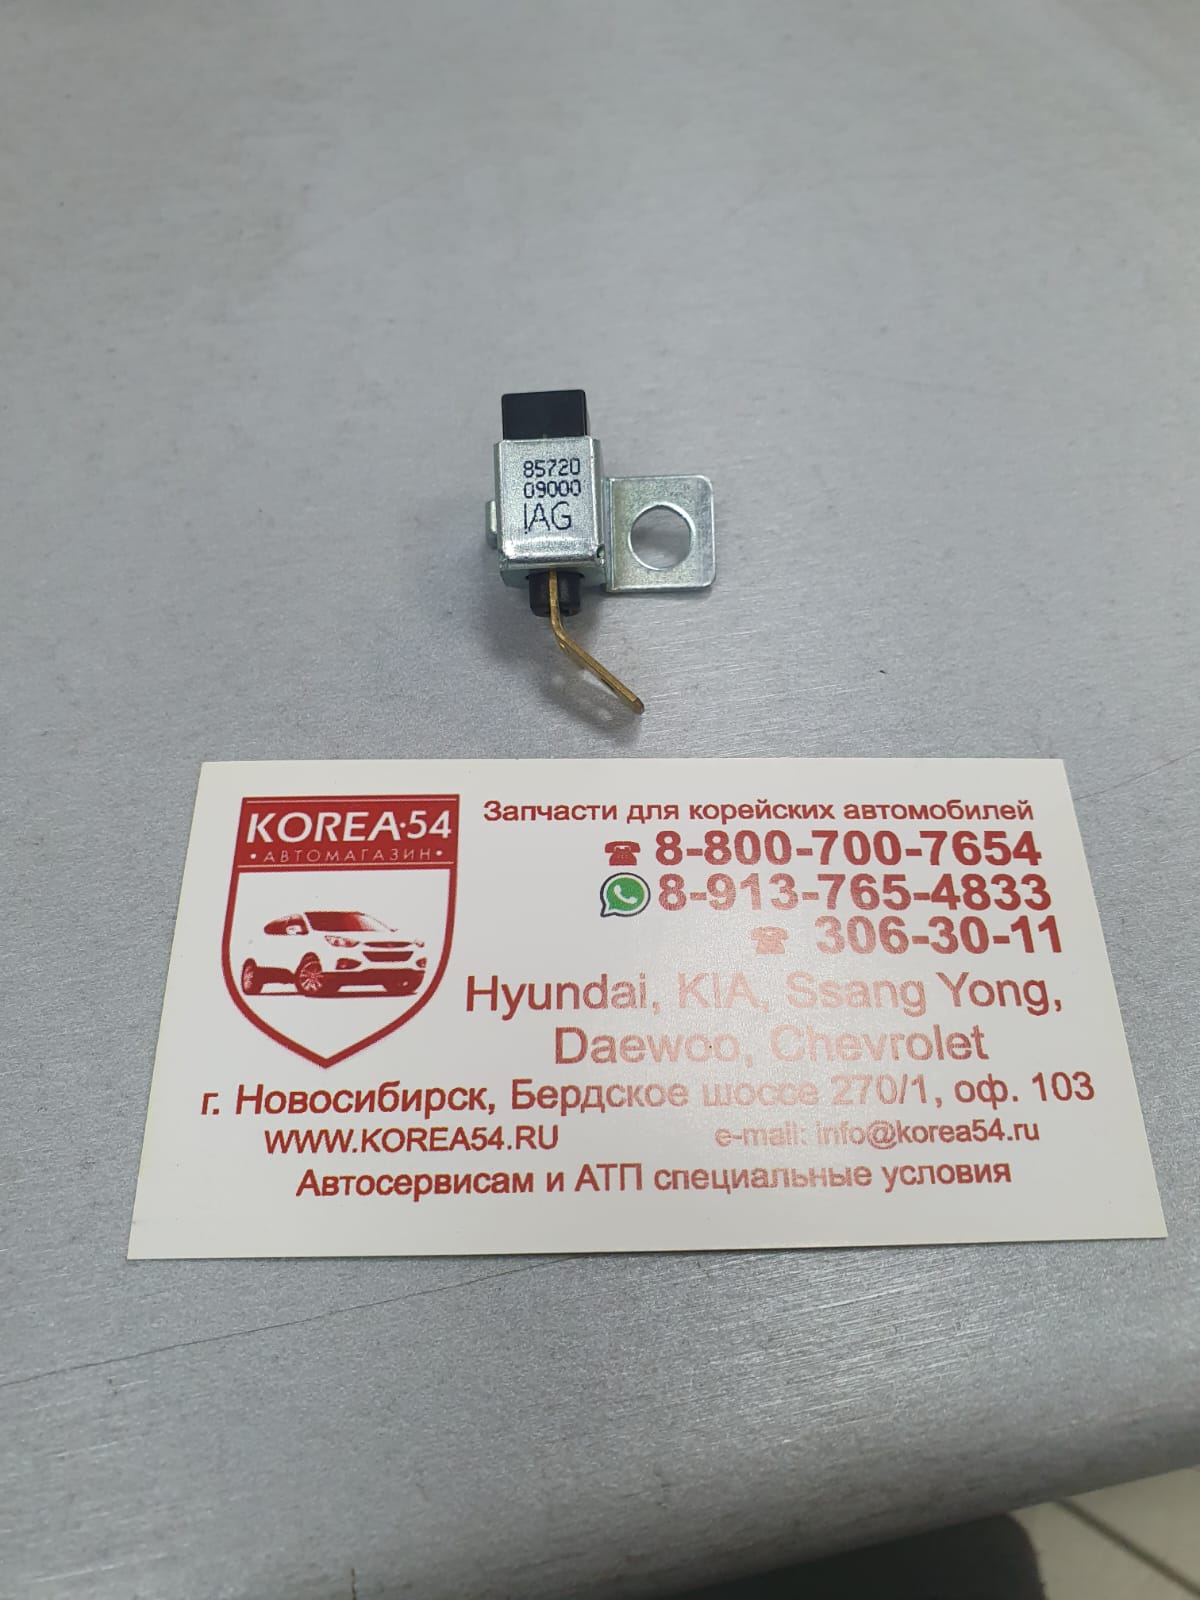 85720
09000
IAG
KOREA·54
•АВТОМАГАЗИН•
Запчасти для корейских автомобилей
8-800-700-7654
8-913-765-4833
306-30-11
Hyundai, KIA, Ssang Yong,
Daewoo, Chevrolet
г. Новосибирск, Бердское шоссе 270/1, оф. 103
WWW.KOREA54.RU e-mail: info@korea54.ru
Автосервисам и АТП специальные условия